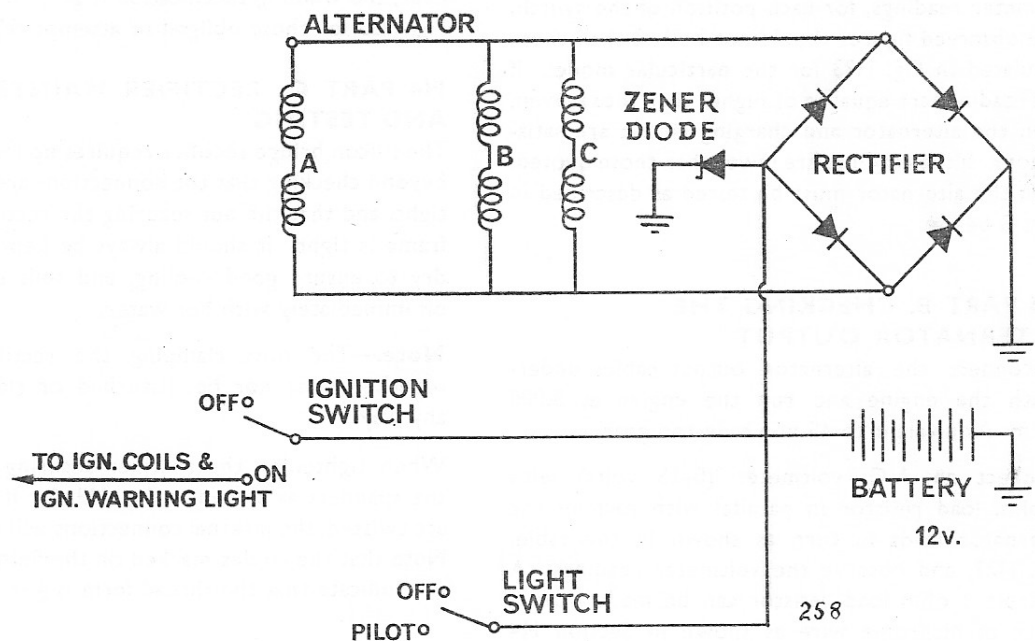 ALTERNATOR
A
B
C
ZENER
DIODE
RECTIFIER
IGNITION
SWITCH
OFF
ON
TO IGN. COILS &
IGN. WARNING LIGHT
BATTERY
12v.
LIGHT
SWITCH
OFF
PILOT
258